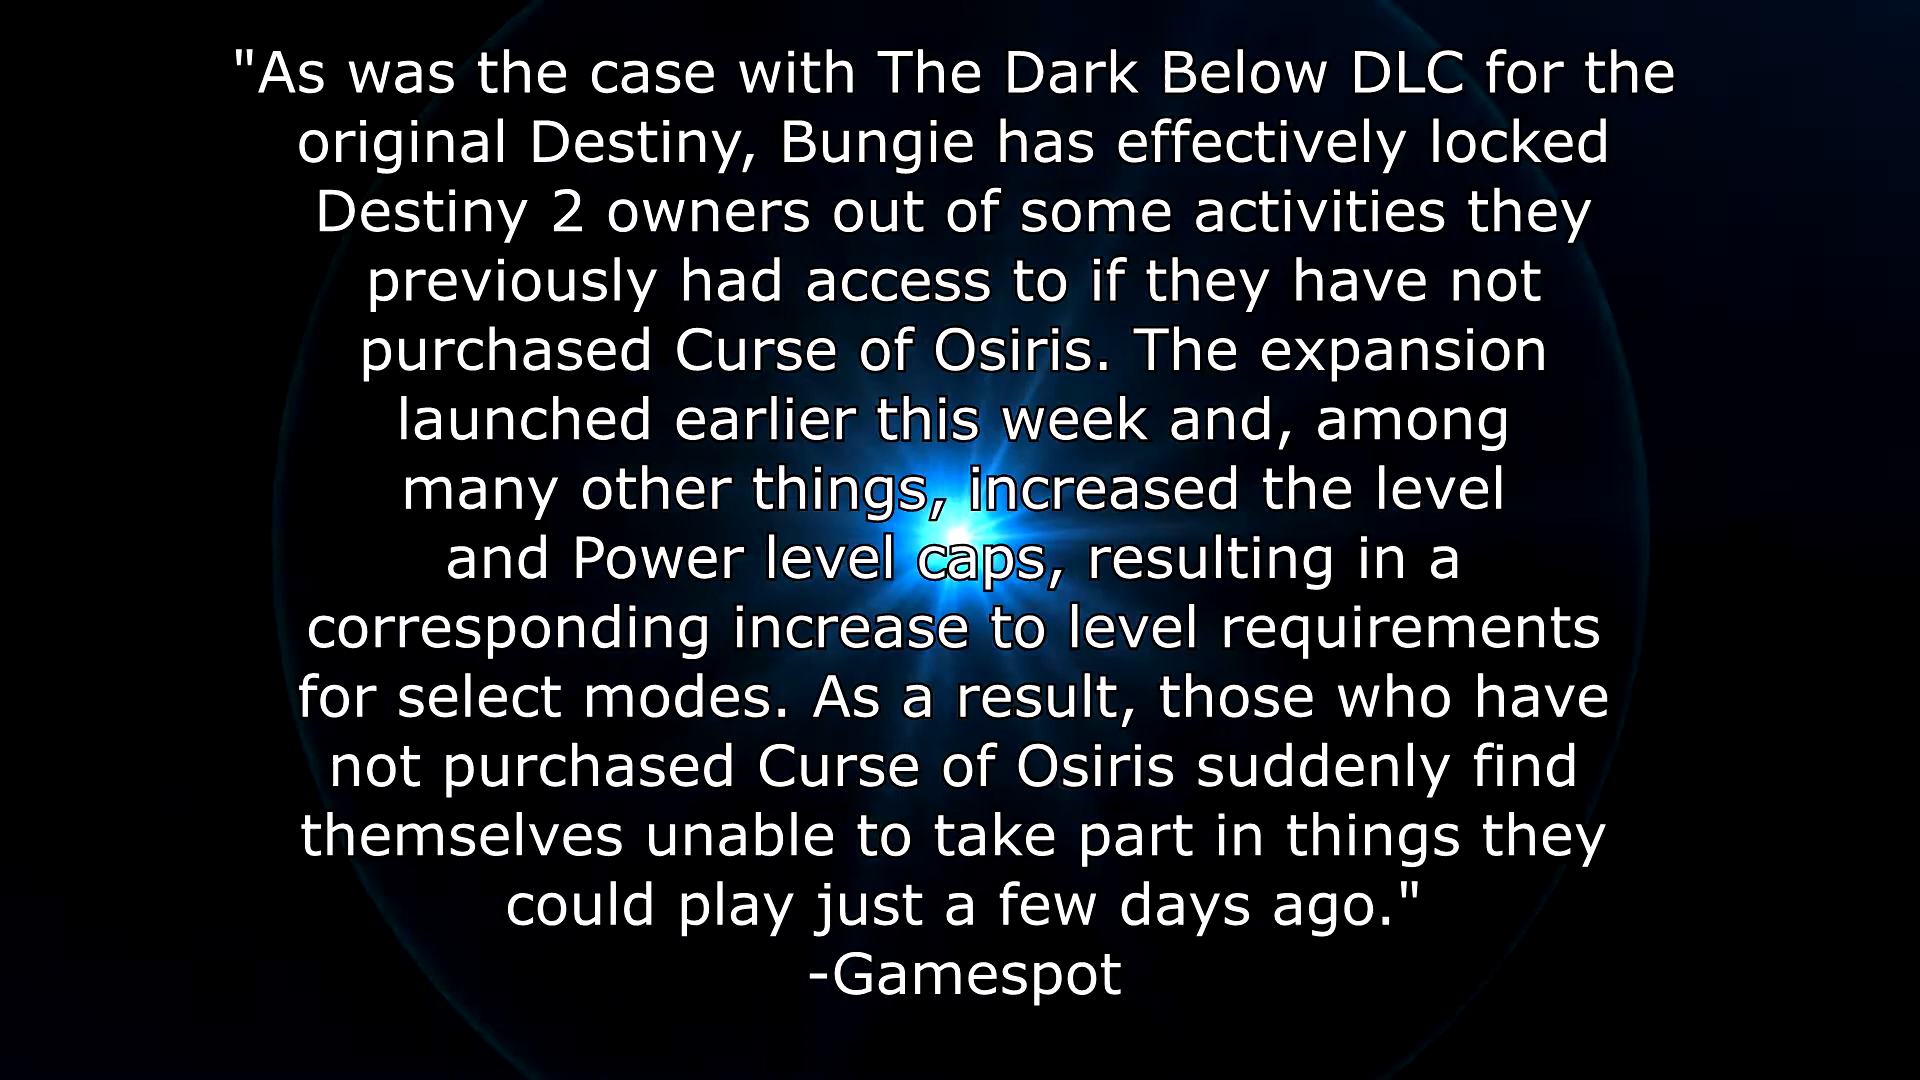 "As was the case with The Dark Below DLC for the
original Destiny, Bungie has effectively locked
Destiny 2 owners out of some activities they
previously had access to if they have not
purchased Curse of Osiris. The expansion
launched earlier this week and, among
many other things, increased the level
and Power level caps, resulting in a
corresponding increase to level requirements
for select modes. As a result, those who have
not purchased Curse of Osiris suddenly find
themselves unable to take part in things they
could play just a few days ago."
-Gamespot